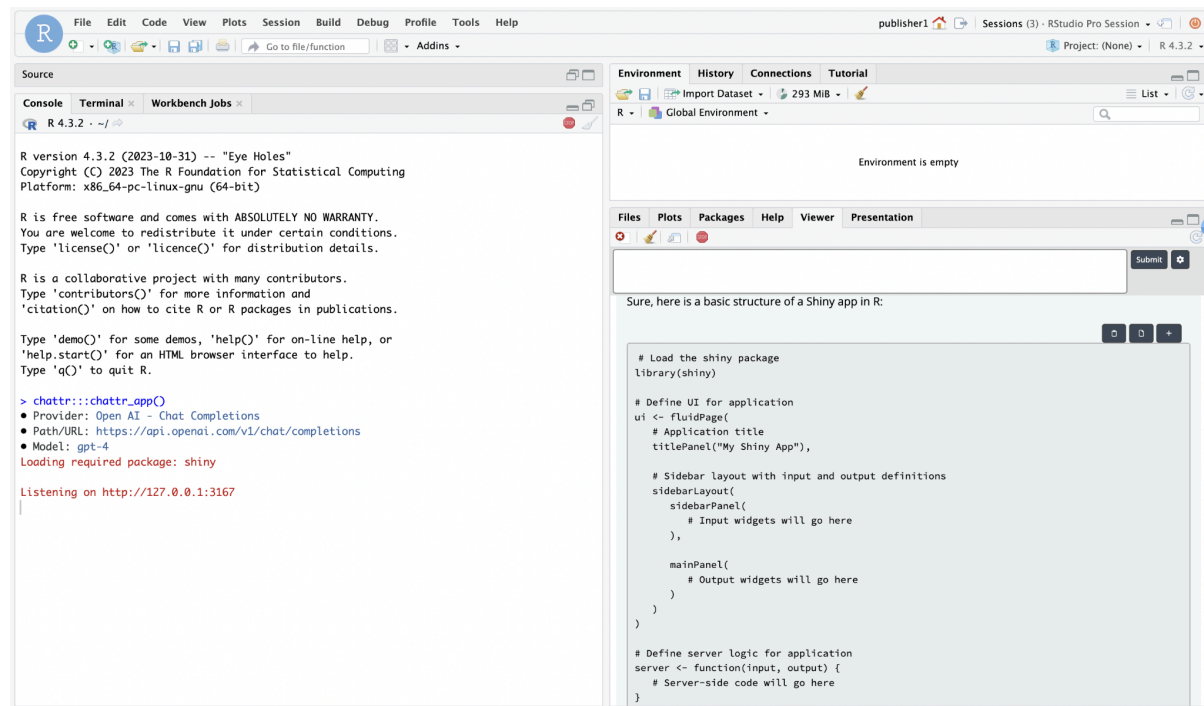 File Edit Code View Plots Session Build Debug Profile Tools Help
publisher1 Sessions (3) - RStudio Pro Session
R
Go to file/function Addins
Project: (None) R 4.3.2
Source
Console Terminal Workbench Jobs
R 4.3.2 · ~/
R version 4.3.2 (2023-10-31) -- "Eye Holes"
Copyright (C) 2023 The R Foundation for Statistical Computing
Platform: x86_64-pc-linux-gnu (64-bit)
R is free software and comes with ABSOLUTELY NO WARRANTY.
You are welcome to redistribute it under certain conditions.
Type 'license()' or 'licence()' for distribution details.
R is a collaborative project with many contributors.
Type 'contributors()' for more information and
'citation()' on how to cite R or R packages in publications.
Type 'demo()' for some demos, 'help()' for on-line help, or
'help.start()' for an HTML browser interface to help.
Type 'q()' to quit R.
> chattr:::chattr_app()
• Provider: Open AI - Chat Completions
• Path/URL: https://api.openai.com/v1/chat/completions
• Model: gpt-4
Loading required package: shiny
Listening on http://127.0.0.1:3167
Environment History Connections Tutorial
Import Dataset 293 MiB List
R Global Environment
Environment is empty
Files Plots Packages Help Viewer Presentation
Submit
Sure, here is a basic structure of a Shiny app in R:
# Load the shiny package
library(shiny)
# Define UI for application
ui <- fluidPage(
# Application title
titlePanel("My Shiny App"),
# Sidebar layout with input and output definitions
sidebarLayout(
sidebarPanel(
# Input widgets will go here
),
mainPanel(
# Output widgets will go here
)
)
)
# Define server logic for application
server <- function(input, output) {
# Server-side code will go here
}